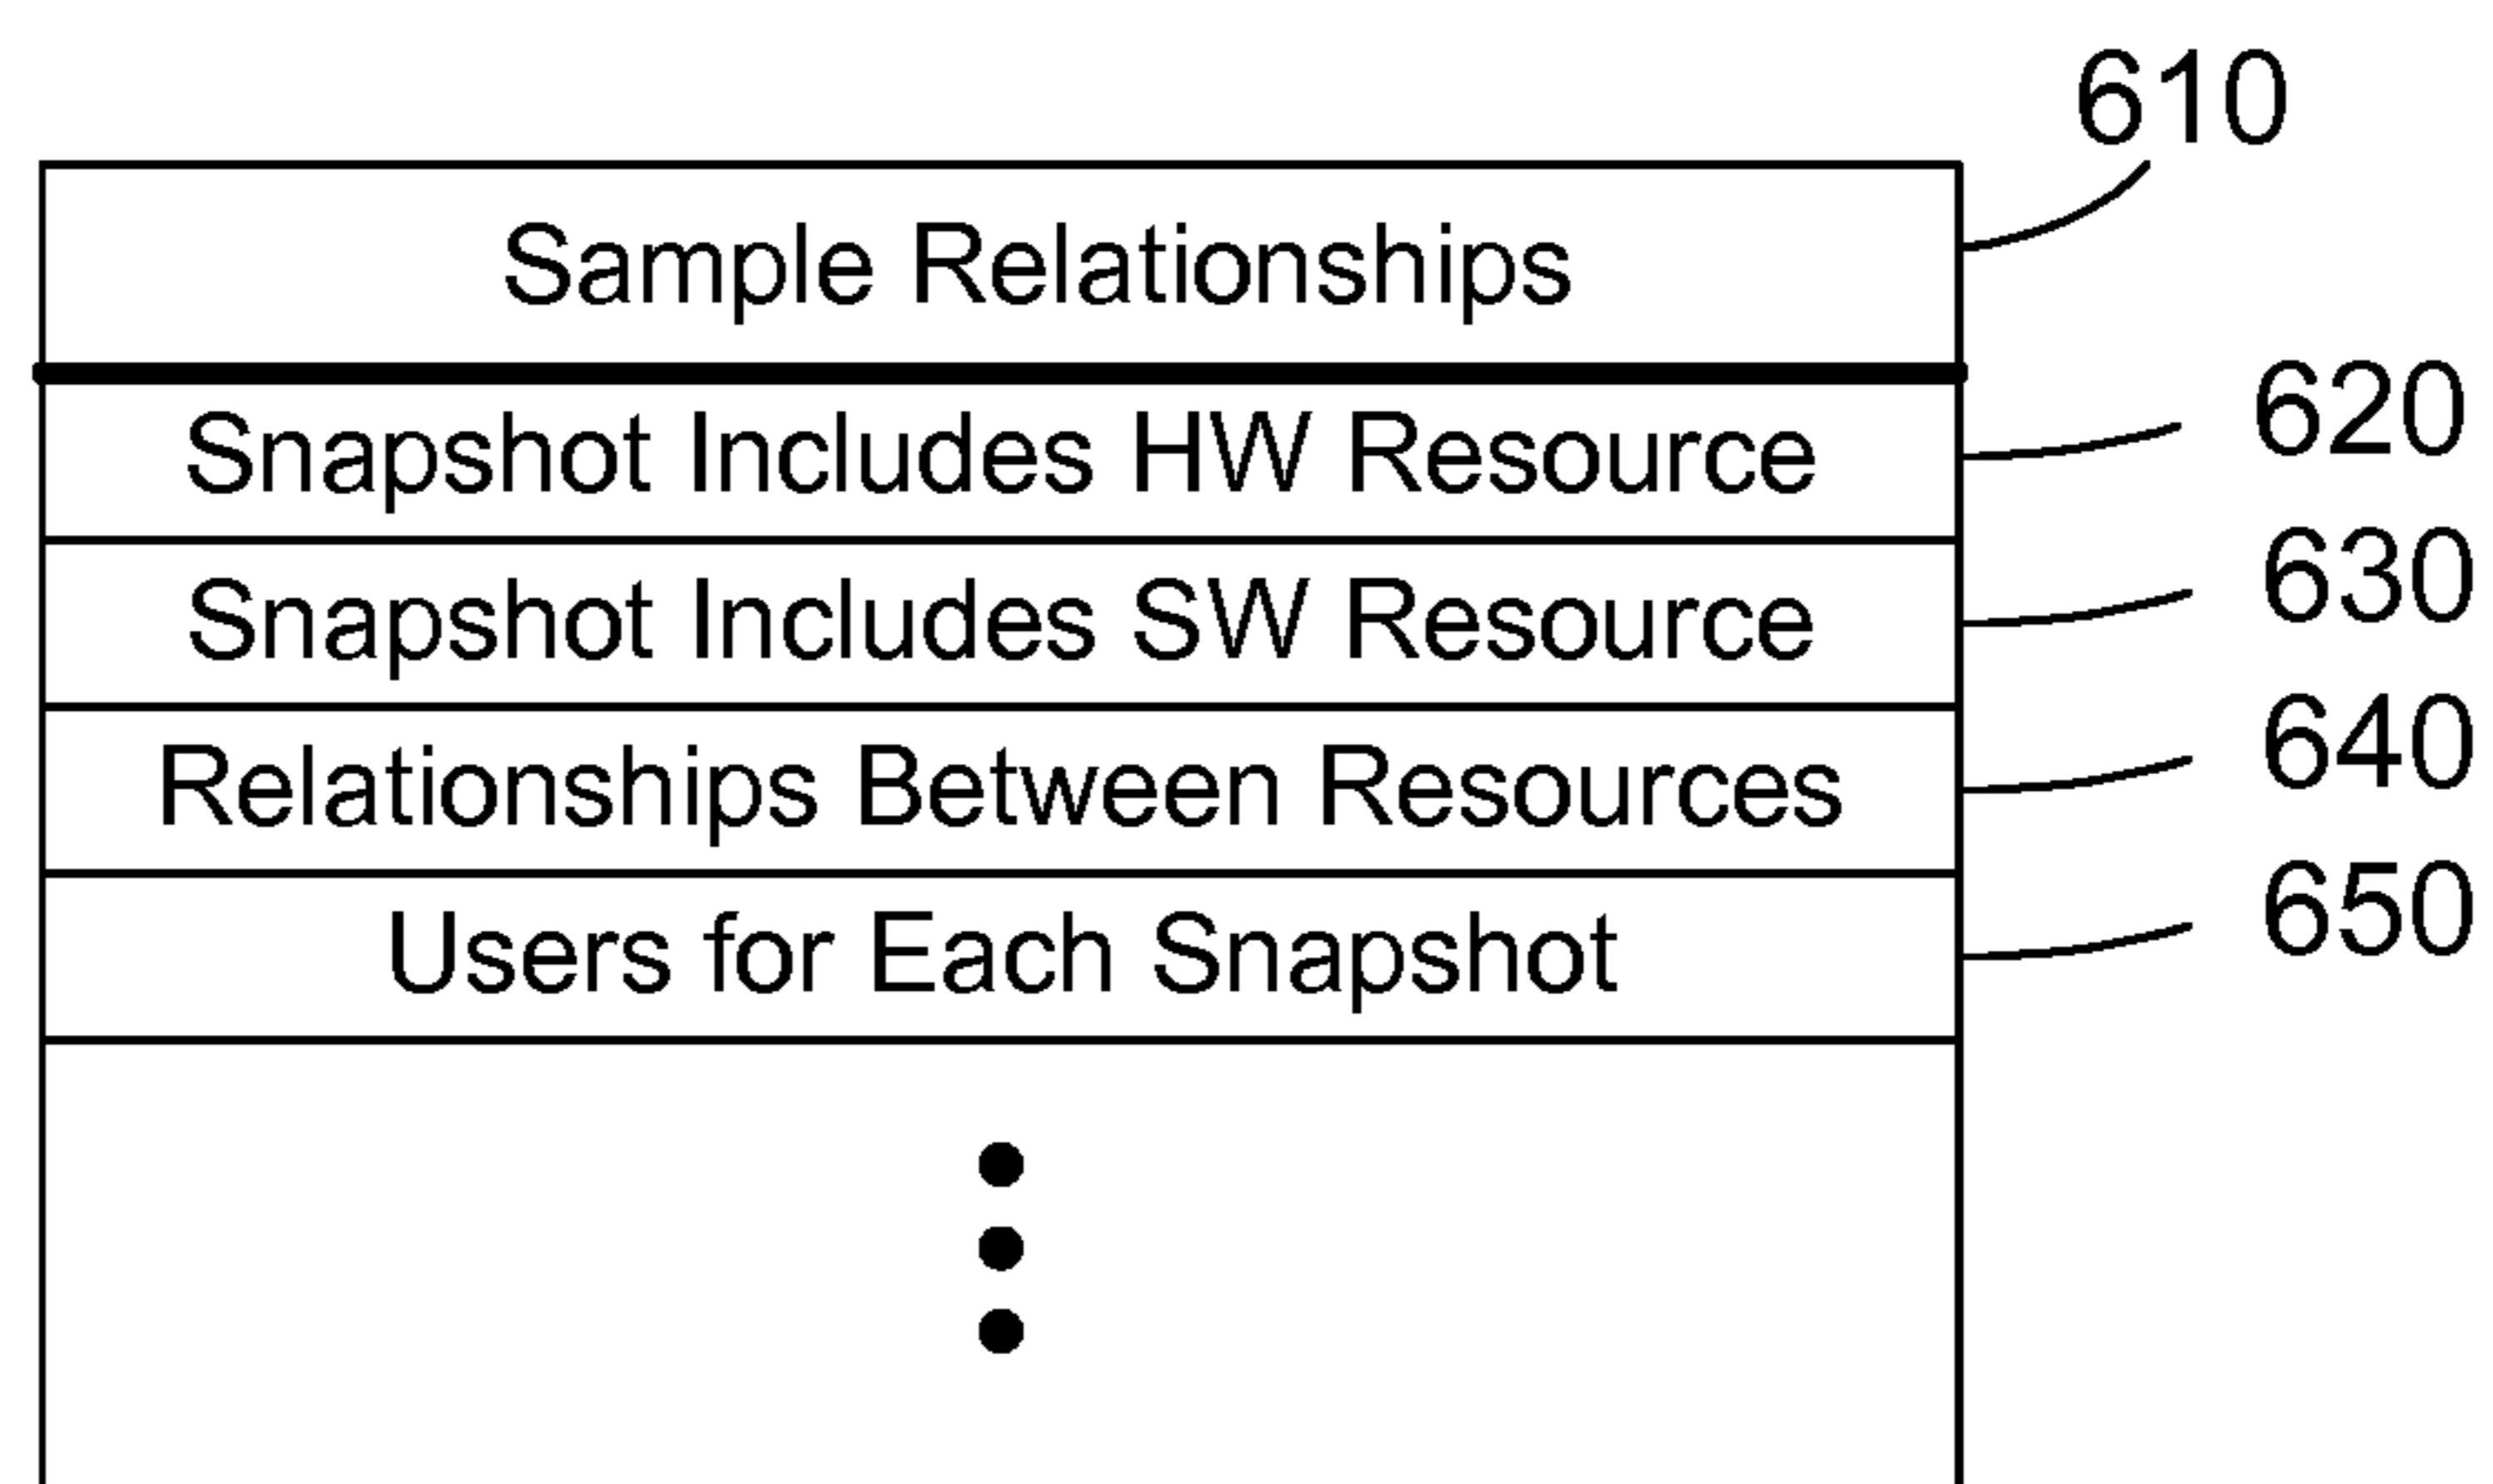 610
Sample Relationships
Snapshot Includes HW Resource 620
Snapshot Includes SW Resource 630
Relationships Between Resources 640
Users for Each Snapshot 650